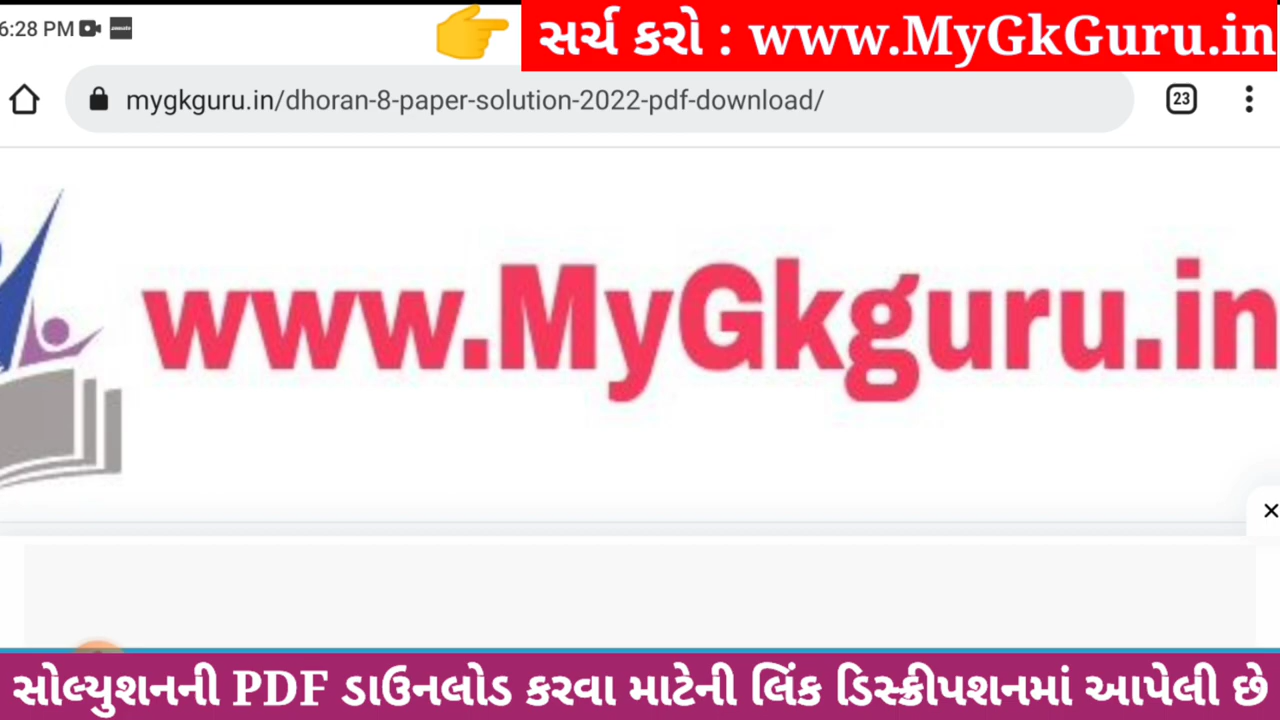 6:28 PM
👉 સર્ચ કરો : www.MyGkGuru.in
mygkguru.in/dhoran-8-paper-solution-2022-pdf-download/
23
www.MyGkguru.in
સોલ્યુશનની PDF ડાઉનલોડ કરવા માટેની લિંક ડિસ્ક્રીપશનમાં આપેલી છે